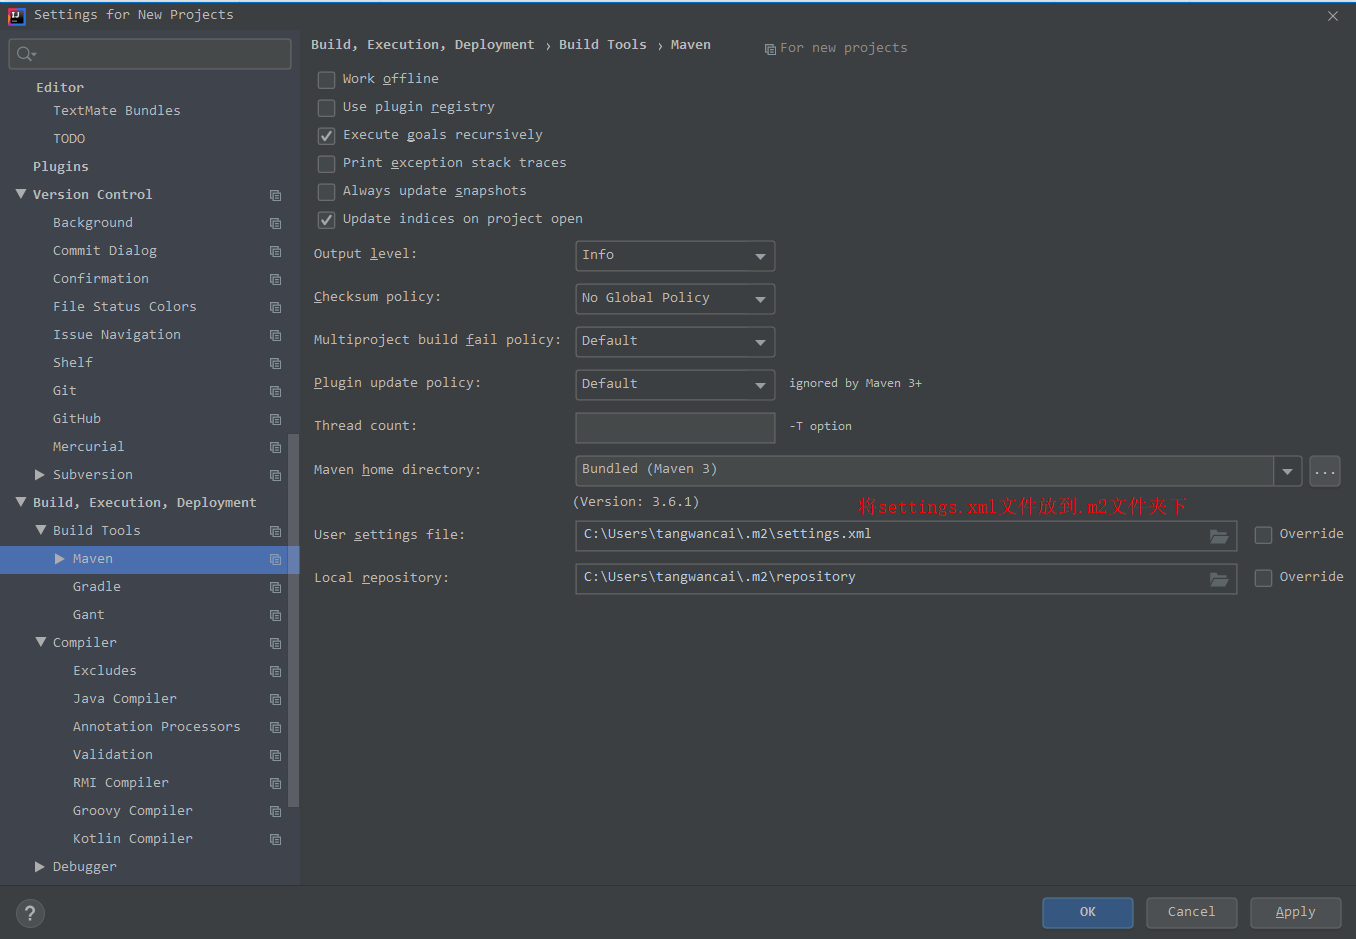 Settings for New Projects
Editor
TextMate Bundles
TODO
Plugins
Version Control
Background
Commit Dialog
Confirmation
File Status Colors
Issue Navigation
Shelf
Git
GitHub
Mercurial
Subversion
Build, Execution, Deployment
Build Tools
Maven
Gradle
Gant
Compiler
Excludes
Java Compiler
Annotation Processors
Validation
RMI Compiler
Groovy Compiler
Kotlin Compiler
Debugger
Build, Execution, Deployment › Build Tools › Maven
For new projects
Work offline
Use plugin registry
Execute goals recursively
Print exception stack traces
Always update snapshots
Update indices on project open
Output level: Info
Checksum policy: No Global Policy
Multiproject build fail policy: Default
Plugin update policy: Default ignored by Maven 3+
Thread count: -T option
Maven home directory: Bundled (Maven 3) ...
(Version: 3.6.1)
将settings.xml文件放到.m2文件夹下
User settings file: C:\Users\tangwancai\.m2\settings.xml Override
Local repository: C:\Users\tangwancai\.m2\repository Override
?
OK
Cancel
Apply